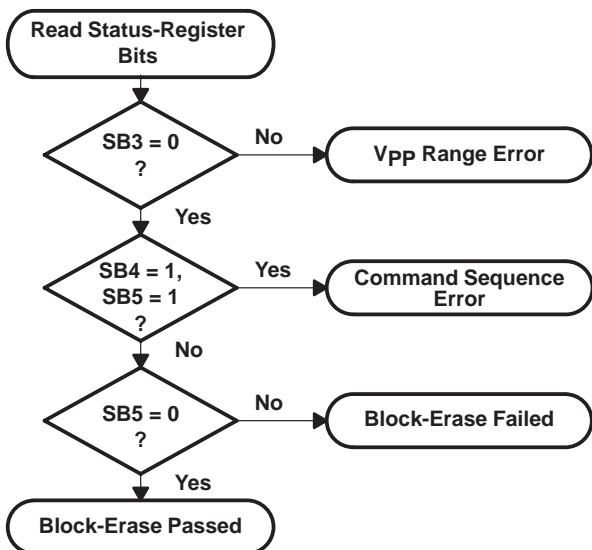 Read Status-Register
Bits
SB3 = 0
?
No
VPP Range Error
Yes
SB4 = 1,
SB5 = 1
?
Yes
Command Sequence
Error
No
SB5 = 0
?
No
Block-Erase Failed
Yes
Block-Erase Passed